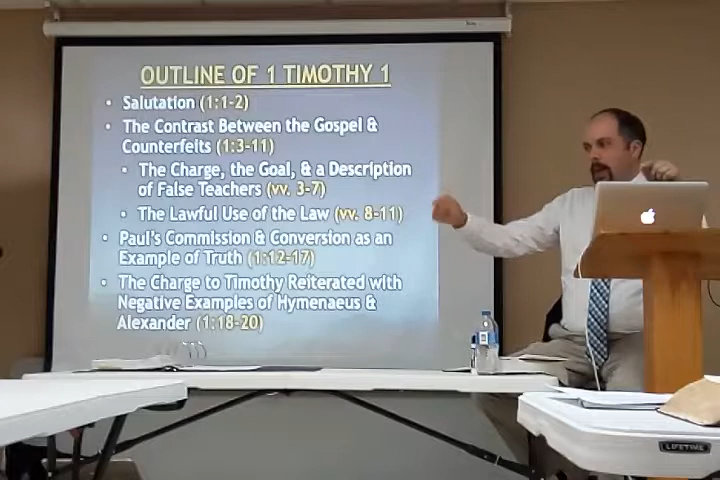 OUTLINE OF 1 TIMOTHY 1
• Salutation (1:1-2)
• The Contrast Between the Gospel &
Counterfeits (1:3-11)
• The Charge, the Goal, & a Description
of False Teachers (vv. 3-7)
• The Lawful Use of the Law (vv. 8-11)
• Paul's Commission & Conversion as an
Example of Truth (1:12-17)
• The Charge to Timothy Reiterated with
Negative Examples of Hymenaeus &
Alexander (1:18-20)
LIFETIME